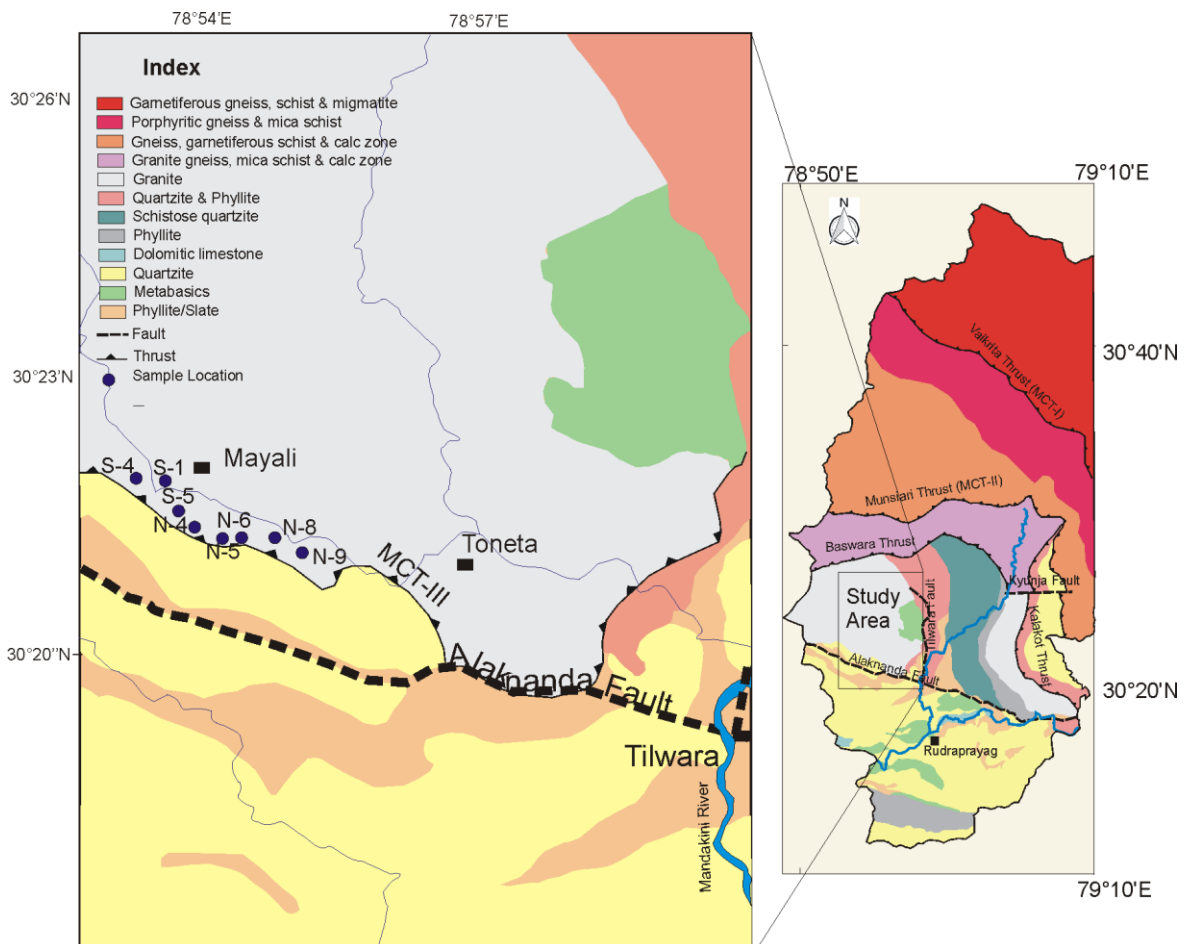 78°54'E
78°57'E
30°26'N
30°23'N
30°20'N
Index
Garnetiferous gneiss, schist & migmatite
Porphyritic gneiss & mica schist
Gneiss, garnetiferous schist & calc zone
Granite gneiss, mica schist & calc zone
Granite
Quartzite & Phyllite
Schistose quartzite
Phyllite
Dolomitic limestone
Quartzite
Metabasics
Phyllite/Slate
Fault
Thrust
Sample Location
Mayali
S-4
S-1
S-5
N-4
N-6
N-5
N-8
N-9
MCT-III
Toneta
Alaknanda Fault
Tilwara
Mandakini River
78°50'E
79°10'E
N
30°40'N
Vaikrita Thrust (MCT-I)
Munsiari Thrust (MCT-II)
Baswara Thrust
Kyunja Fault
Study
Area
Tilwara Fault
Kalakot Thrust
Alaknanda Fault
30°20'N
Rudraprayag
79°10'E